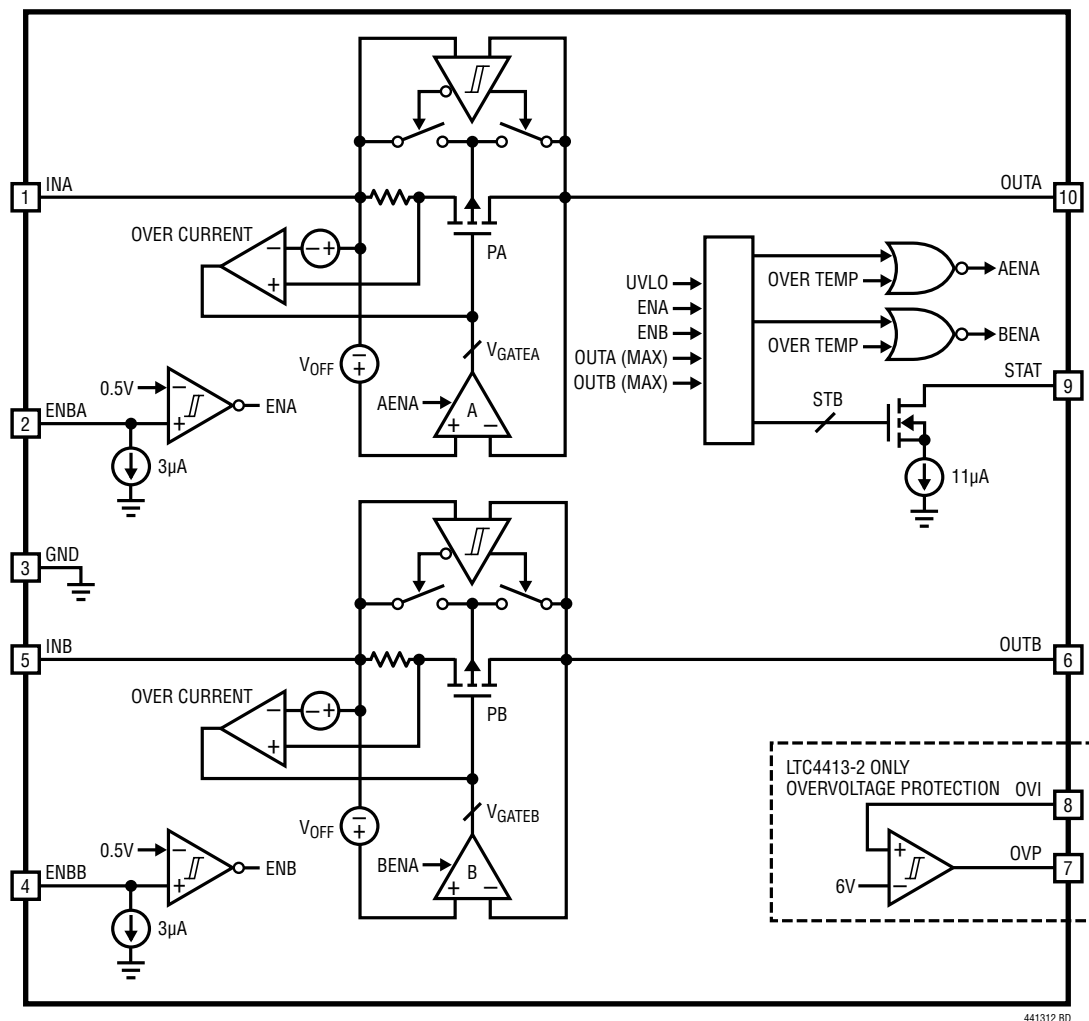 INA
1
OVER CURRENT
−
− +
+
PA
OUTA
10
UVLO
ENA
ENB
OUTA (MAX)
OUTB (MAX)
OVER TEMP
AENA
OVER TEMP
BENA
STAT
9
STB
11µA
VOFF
−
+
VGATEA
AENA
A
+ −
0.5V
−
+
ENA
2
ENBA
3µA
3
GND
5
INB
OVER CURRENT
−
− +
+
PB
OUTB
6
VOFF
−
+
VGATEB
BENA
B
+ −
0.5V
−
+
ENB
4
ENBB
3µA
LTC4413-2 ONLY
OVERVOLTAGE PROTECTION
OVI
8
+
6V
−
OVP
7
441312 BD